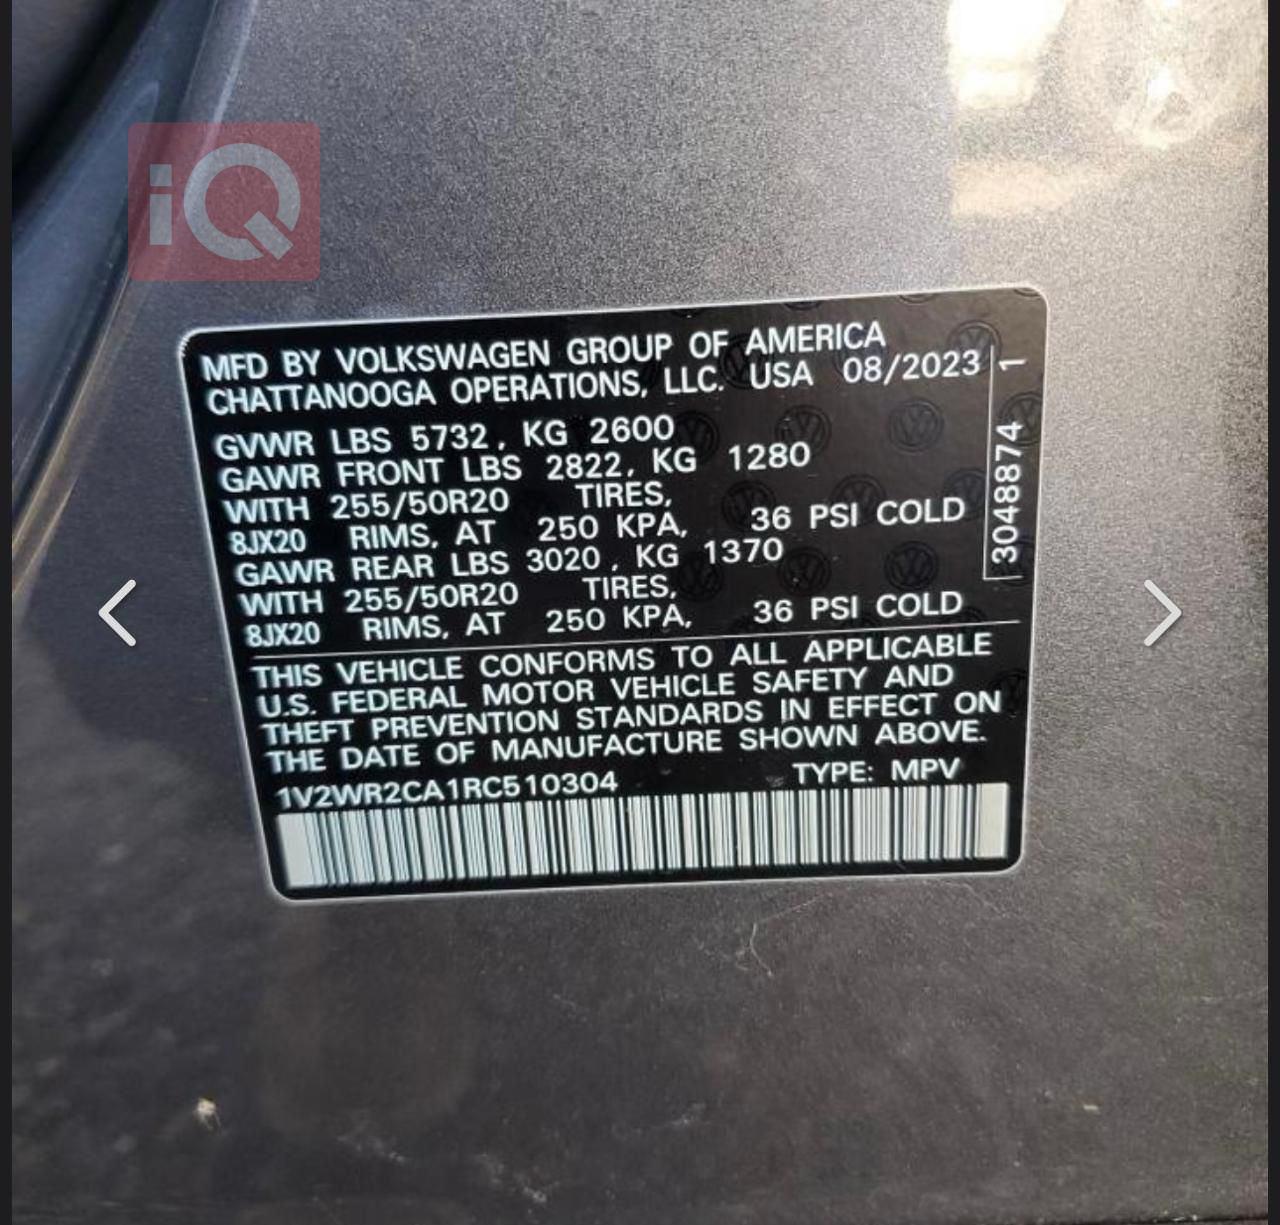 iQ
MFD BY VOLKSWAGEN GROUP OF AMERICA
CHATTANOOGA OPERATIONS, LLC. USA 08/2023
GVWR LBS 5732, KG 2600
GAWR FRONT LBS 2822, KG 1280
WITH 255/50R20 TIRES,
8JX20 RIMS, AT 250 KPA, 36 PSI COLD
GAWR REAR LBS 3020, KG 1370
WITH 255/50R20 TIRES,
8JX20 RIMS, AT 250 KPA, 36 PSI COLD
THIS VEHICLE CONFORMS TO ALL APPLICABLE
U.S. FEDERAL MOTOR VEHICLE SAFETY AND
THEFT PREVENTION STANDARDS IN EFFECT ON
THE DATE OF MANUFACTURE SHOWN ABOVE.
1V2WR2CA1RC510304 TYPE: MPV
3048874 1